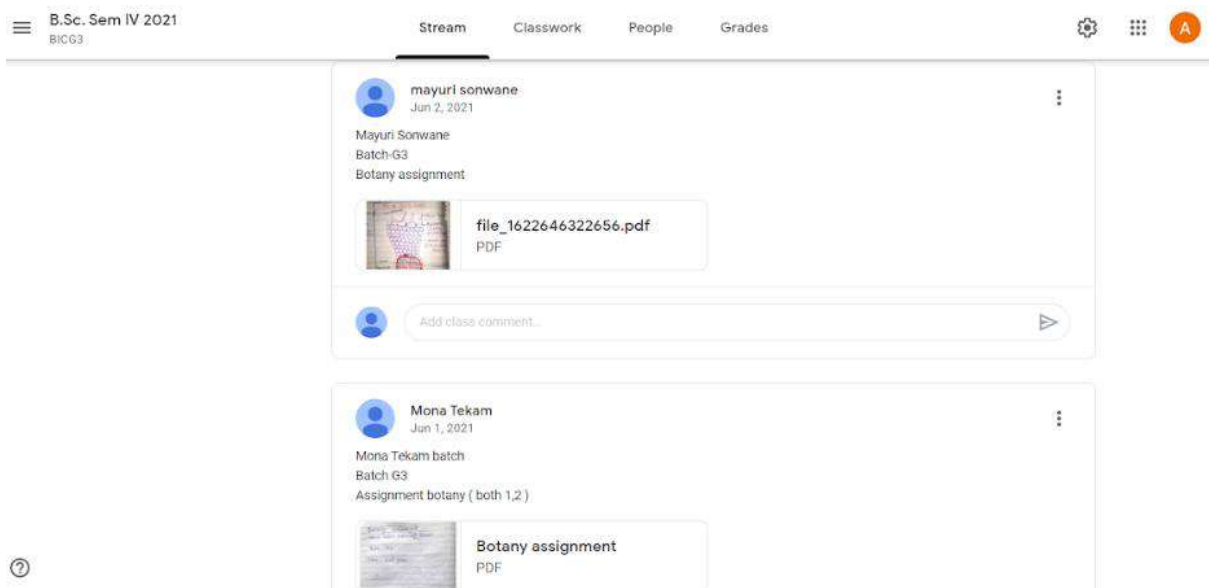 B.Sc. Sem IV 2021
BICG3
Stream Classwork People Grades
A
mayuri sonwane
Jun 2, 2021
Mayuri Sonwane
Batch-G3
Botany assignment
file_1622646322656.pdf
PDF
Add class comment...
Mona Tekam
Jun 1, 2021
Mona Tekam batch
Batch G3
Assignment botany ( both 1,2 )
Botany assignment
PDF